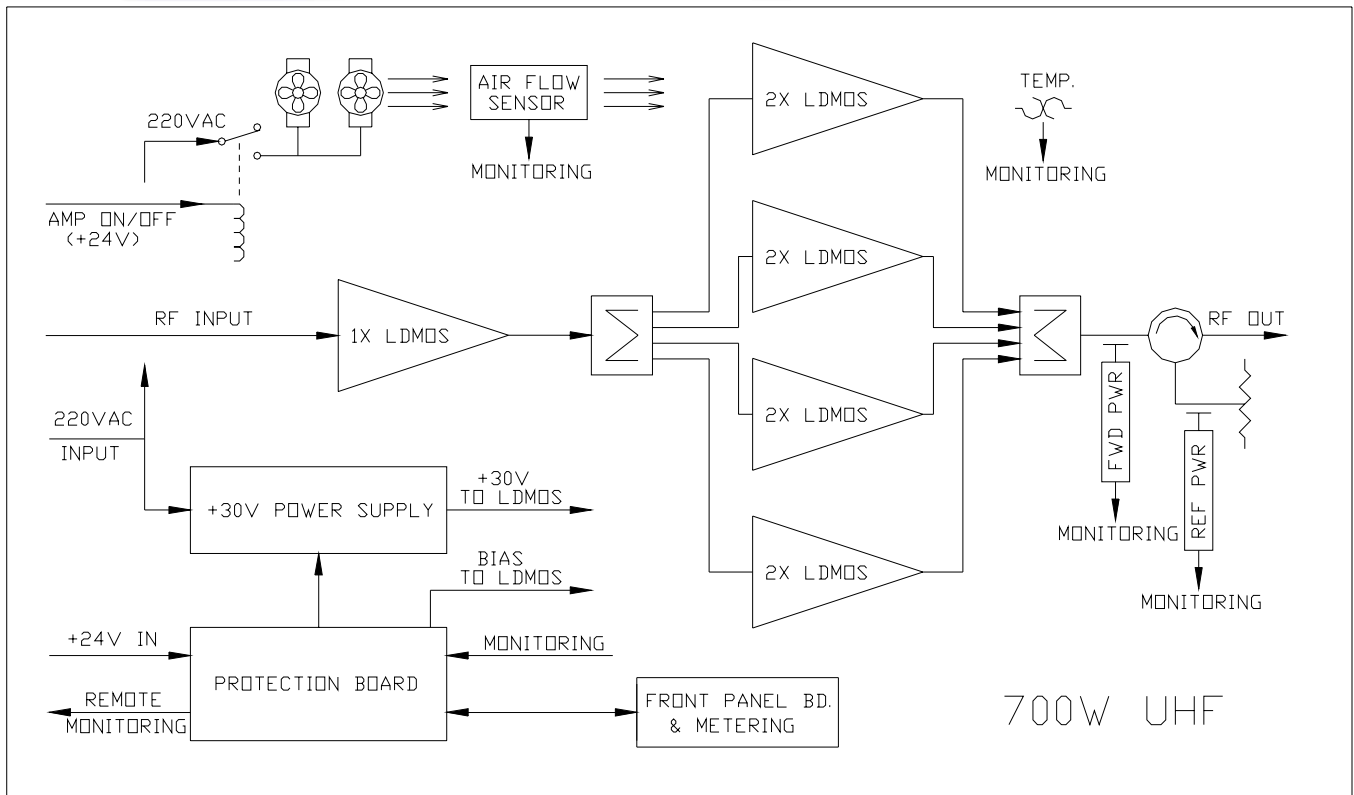 220VAC
AIR FLOW
SENSOR
MONITORING
2X LDMOS
TEMP.
MONITORING
AMP ON/OFF
(+24V)
2X LDMOS
RF INPUT
1X LDMOS
Σ
Σ
RF OUT
220VAC
INPUT
2X LDMOS
FWD PWR
MONITORING
REF PWR
MONITORING
+30V POWER SUPPLY
+30V
TO LDMOS
BIAS
TO LDMOS
2X LDMOS
+24V IN
REMOTE
MONITORING
PROTECTION BOARD
MONITORING
FRONT PANEL BD.
& METERING
700W UHF